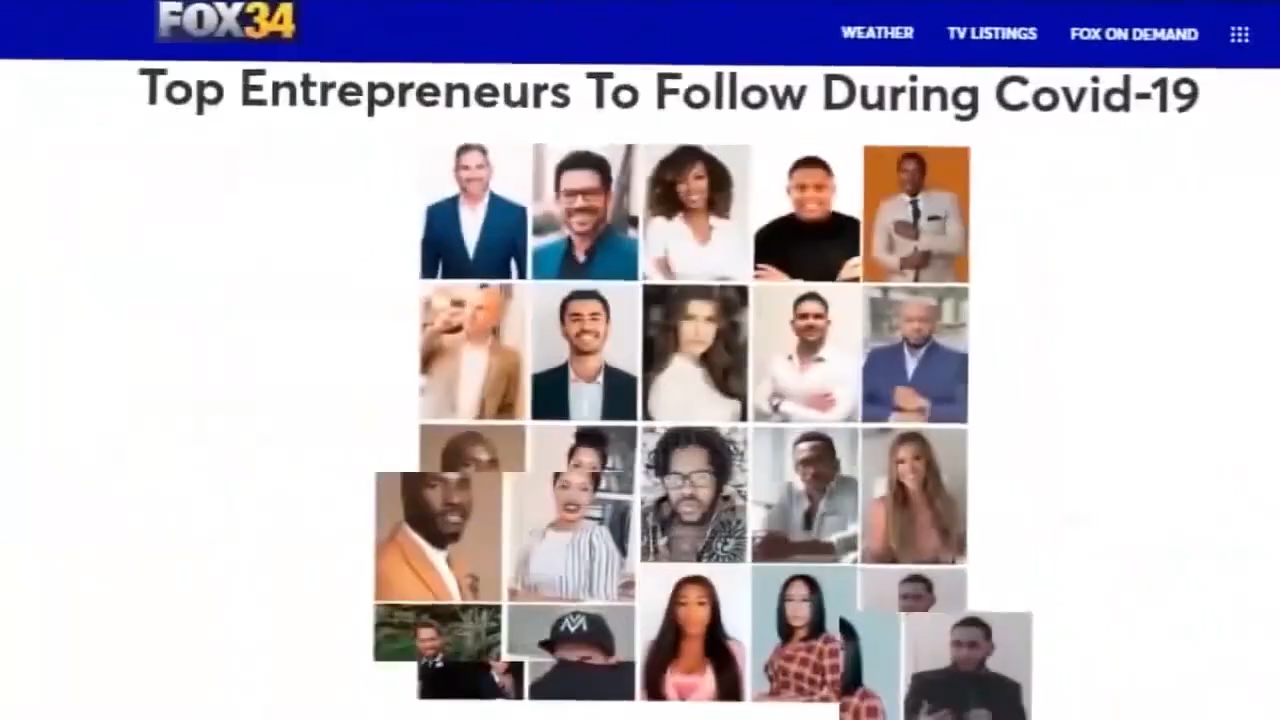 FOX34
WEATHER TV LISTINGS FOX ON DEMAND
Top Entrepreneurs To Follow During Covid-19